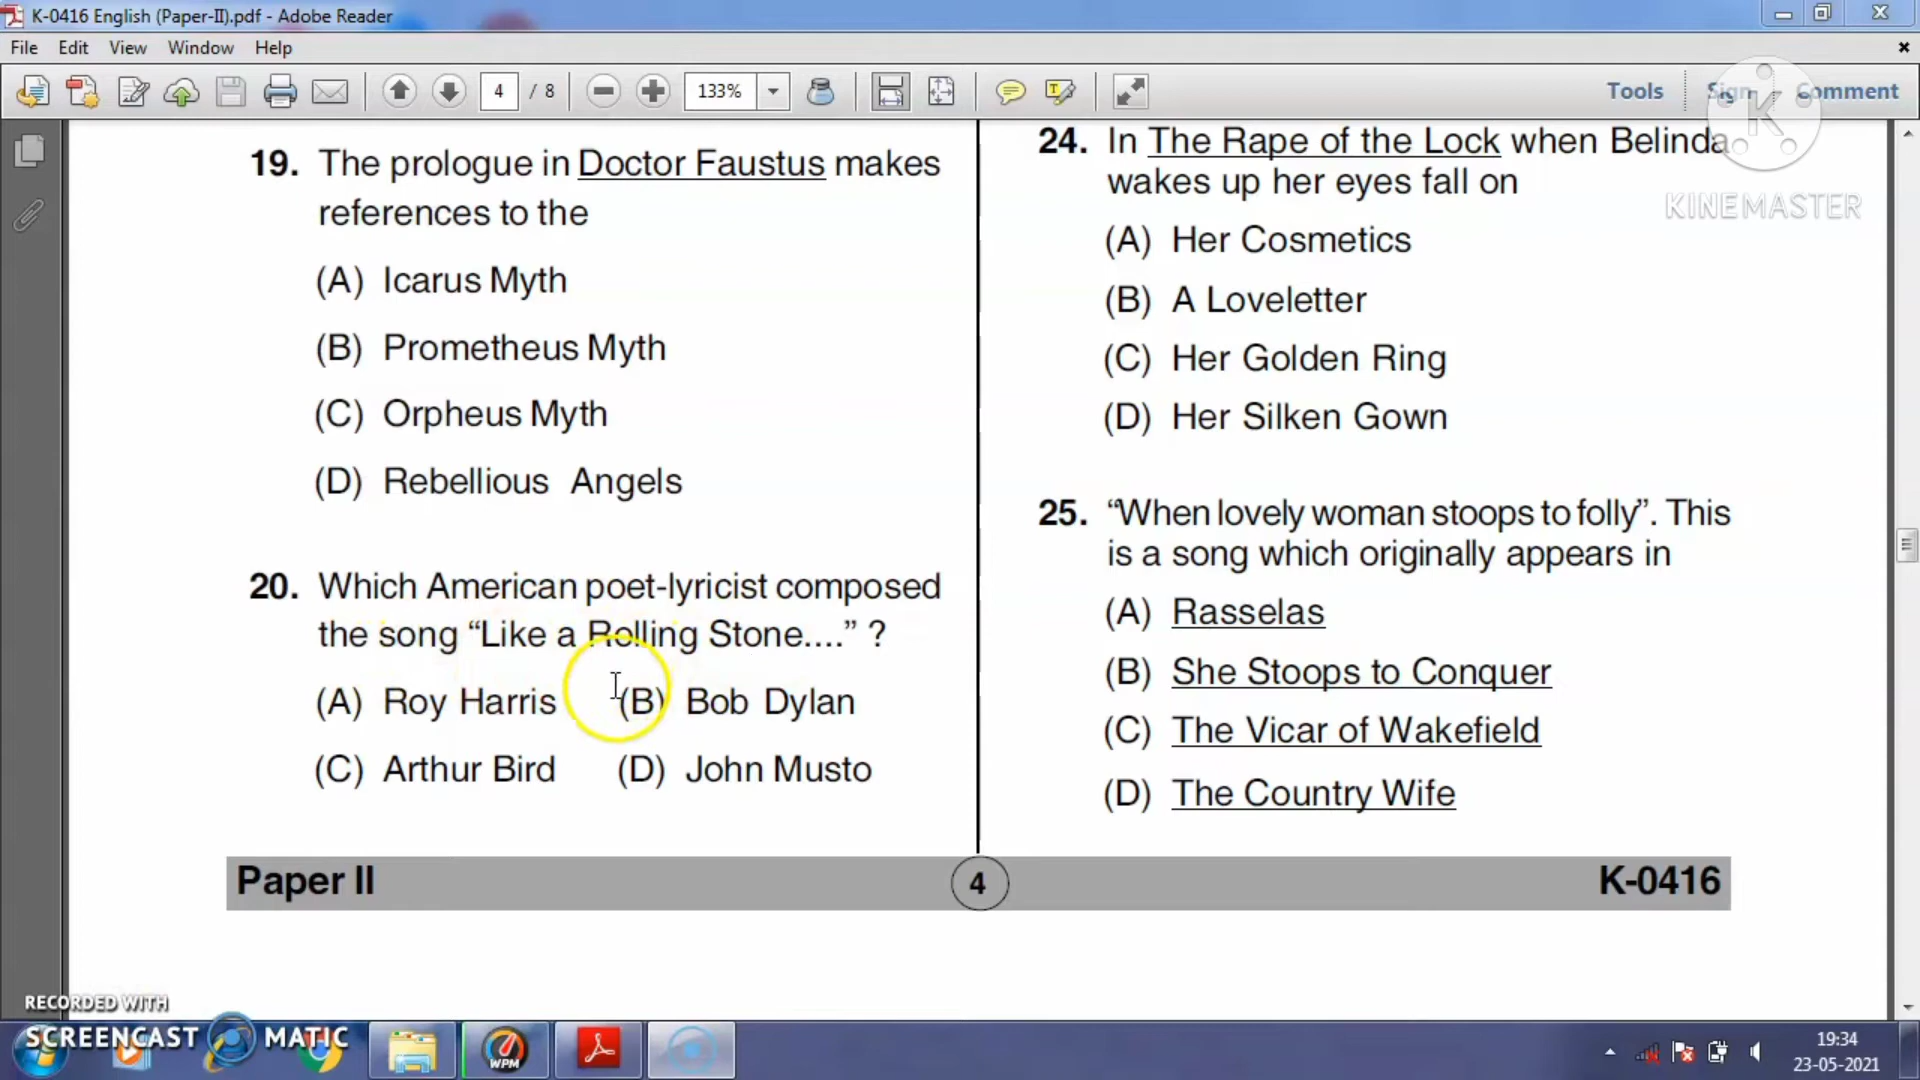 K-0416 English (Paper-II).pdf - Adobe Reader
File Edit View Window Help
4 / 8 133% Tools Sign Comment
KINEMASTER
19. The prologue in Doctor Faustus makes
references to the
(A) Icarus Myth
(B) Prometheus Myth
(C) Orpheus Myth
(D) Rebellious Angels
20. Which American poet-lyricist composed
the song “Like a Rolling Stone....” ?
(A) Roy Harris (B) Bob Dylan
(C) Arthur Bird (D) John Musto
24. In The Rape of the Lock when Belinda
wakes up her eyes fall on
(A) Her Cosmetics
(B) A Loveletter
(C) Her Golden Ring
(D) Her Silken Gown
25. “When lovely woman stoops to folly”. This
is a song which originally appears in
(A) Rasselas
(B) She Stoops to Conquer
(C) The Vicar of Wakefield
(D) The Country Wife
Paper II 4 K-0416
RECORDED WITH
SCREENCAST MATIC
WPM
19:34
23-05-2021